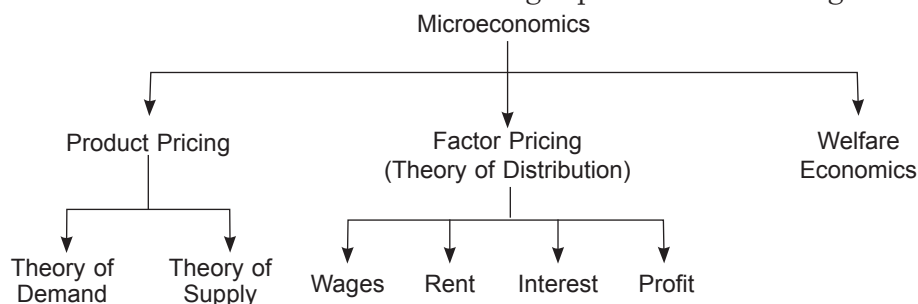 Microeconomics
Product Pricing
Factor Pricing
(Theory of Distribution)
Welfare
Economics
Theory of
Demand
Theory of
Supply
Wages
Rent
Interest
Profit